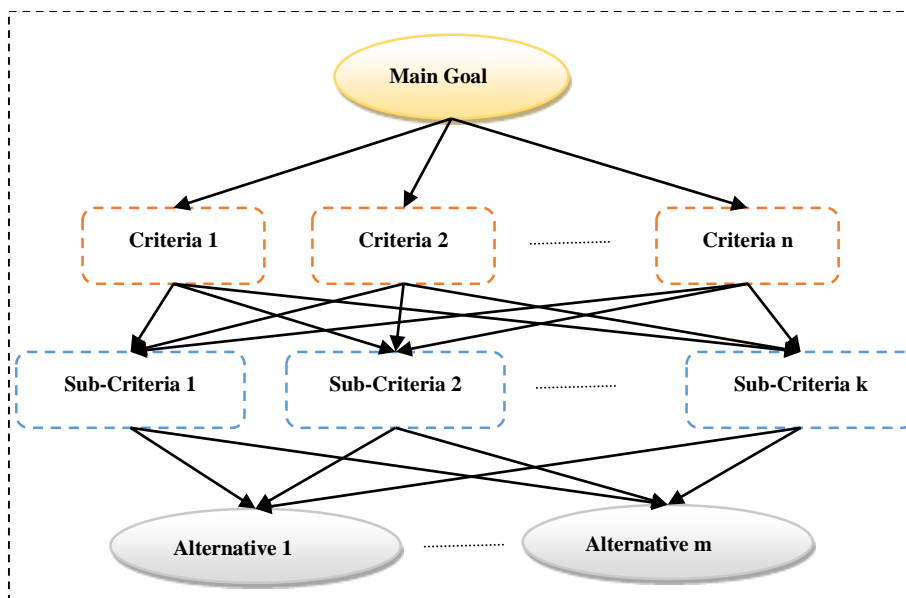 Main Goal
Criteria 1
Criteria 2
Criteria n
Sub-Criteria 1
Sub-Criteria 2
Sub-Criteria k
Alternative 1
Alternative m